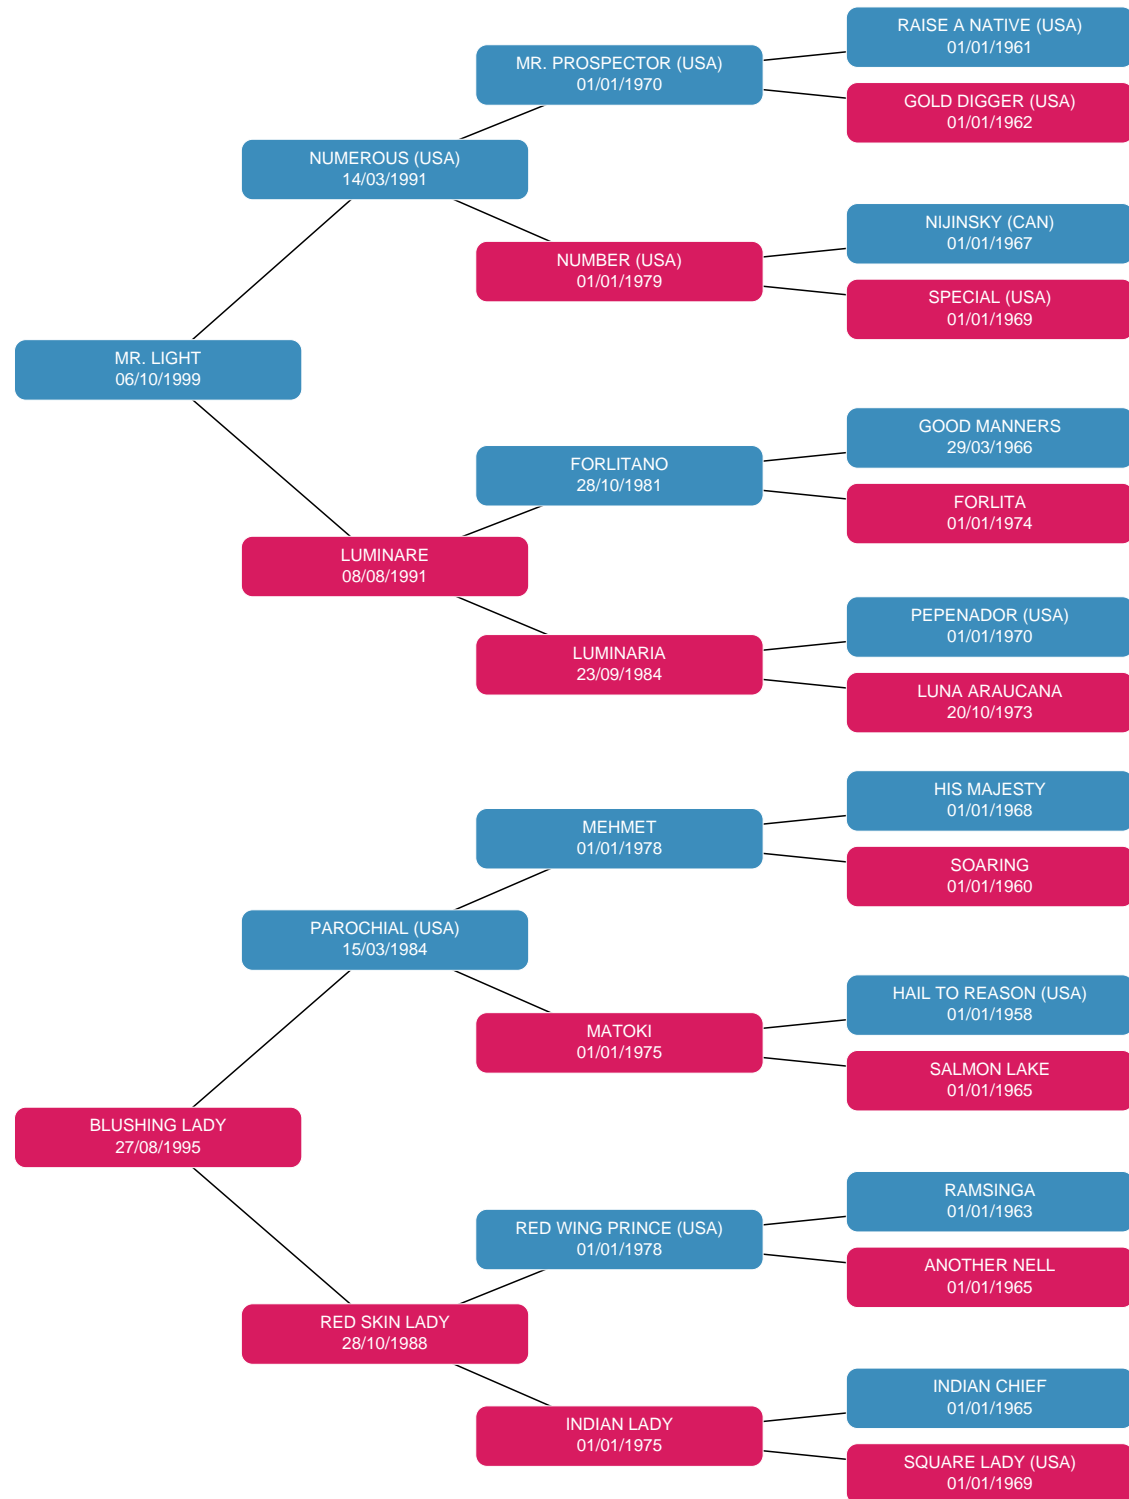 RAISE A NATIVE (USA)
01/01/1961
MR. PROSPECTOR (USA)
01/01/1970
GOLD DIGGER (USA)
01/01/1962
NUMEROUS (USA)
14/03/1991
NIJINSKY (CAN)
01/01/1967
NUMBER (USA)
01/01/1979
SPECIAL (USA)
01/01/1969
MR. LIGHT
06/10/1999
GOOD MANNERS
29/03/1966
FORLITANO
28/10/1981
FORLITA
01/01/1974
LUMINARE
08/08/1991
PEPENADOR (USA)
01/01/1970
LUMINARIA
23/09/1984
LUNA ARAUCANA
20/10/1973
HIS MAJESTY
01/01/1968
MEHMET
01/01/1978
SOARING
01/01/1960
PAROCHIAL (USA)
15/03/1984
HAIL TO REASON (USA)
01/01/1958
MATOKI
01/01/1975
SALMON LAKE
01/01/1965
BLUSHING LADY
27/08/1995
RAMSINGA
01/01/1963
RED WING PRINCE (USA)
01/01/1978
ANOTHER NELL
01/01/1965
RED SKIN LADY
28/10/1988
INDIAN CHIEF
01/01/1965
INDIAN LADY
01/01/1975
SQUARE LADY (USA)
01/01/1969